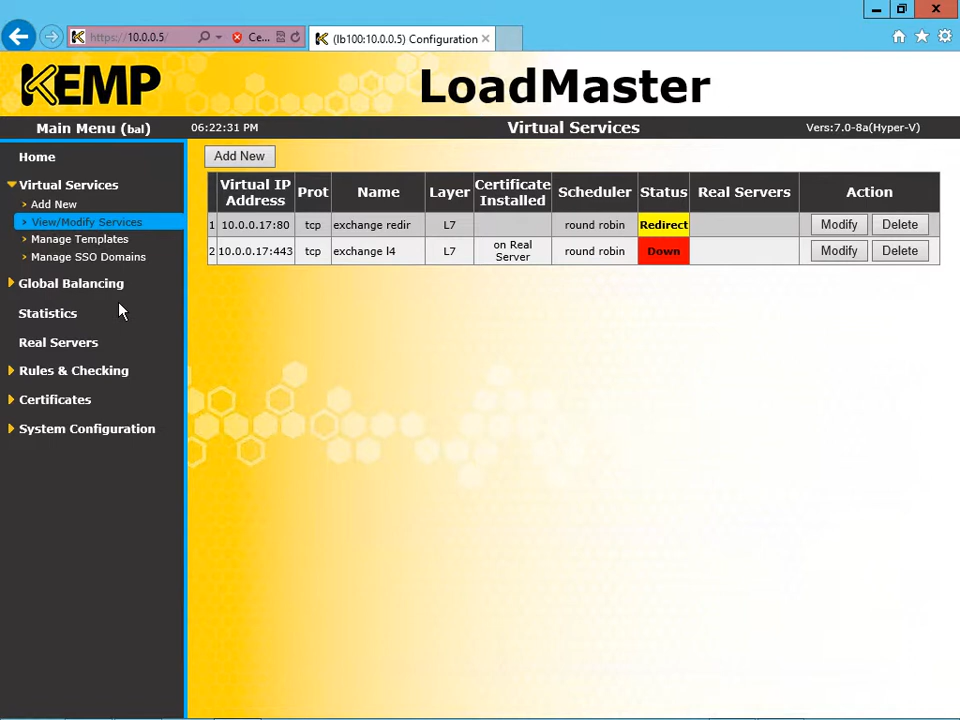 https://10.0.0.5/
Ce...
(lb100:10.0.0.5) Configuration
KEMP
LoadMaster
Main Menu (bal)
06:22:31 PM
Virtual Services
Vers:7.0-8a(Hyper-V)
Home
Virtual Services
Add New
View/Modify Services
Manage Templates
Manage SSO Domains
Global Balancing
Statistics
Real Servers
Rules & Checking
Certificates
System Configuration
Add New
Virtual IP Address Prot Name Layer Certificate Installed Scheduler Status Real Servers Action
1 10.0.0.17:80 tcp exchange redir L7 round robin Redirect Modify Delete
2 10.0.0.17:443 tcp exchange l4 L7 on Real Server round robin Down Modify Delete